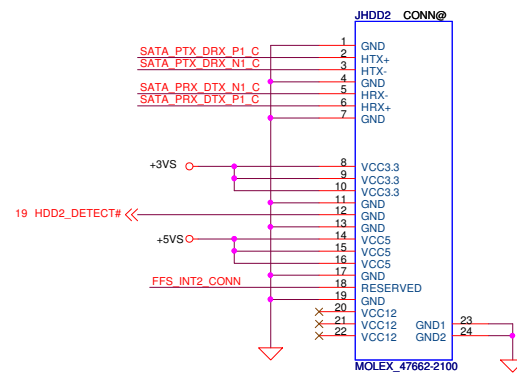 JHDD2 CONN@
1 GND
SATA_PTX_DRX_P1_C 2 HTX+
SATA_PTX_DRX_N1_C 3 HTX-
4 GND
SATA_PRX_DTX_N1_C 5 HRX-
SATA_PRX_DTX_P1_C 6 HRX+
7 GND
+3VS 8 VCC3.3
9 VCC3.3
10 VCC3.3
11 GND
19 HDD2_DETECT# 12 GND
13 GND
+5VS 14 VCC5
15 VCC5
16 VCC5
17 GND
FFS_INT2_CONN 18 RESERVED
19 GND
20 VCC12
21 VCC12 GND1 23
22 VCC12 GND2 24
MOLEX_47662-2100